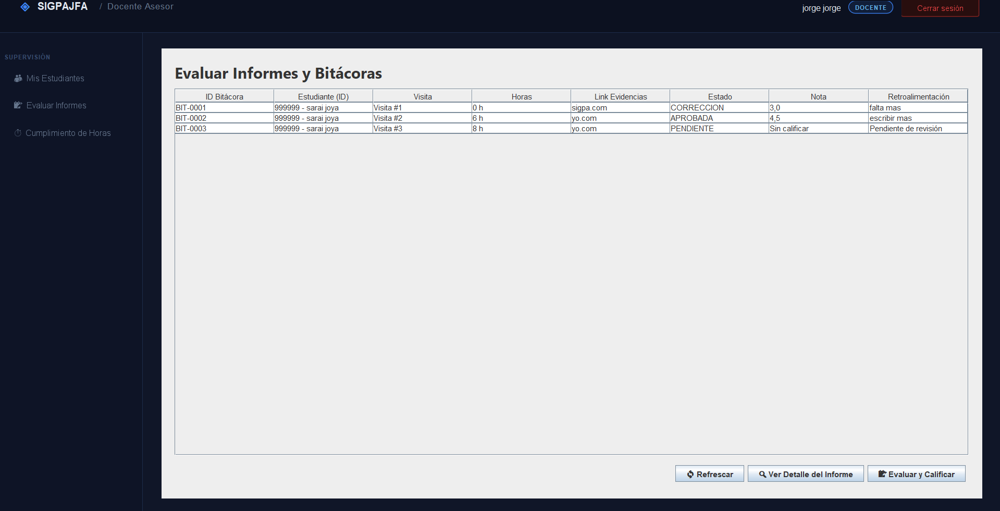 SIGPAJFA / Docente Asesor jorge jorge DOCENTE Cerrar sesión
SUPERVISIÓN
Mis Estudiantes
Evaluar Informes
Cumplimiento de Horas
Evaluar Informes y Bitácoras
ID Bitácora Estudiante (ID) Visita Horas Link Evidencias Estado Nota Retroalimentación
BIT-0001 999999 - sarai joya Visita #1 0 h sigpa.com CORRECCION 3,0 falta mas
BIT-0002 999999 - sarai joya Visita #2 6 h yo.com APROBADA 4,5 escribir mas
BIT-0003 999999 - sarai joya Visita #3 8 h yo.com PENDIENTE Sin calificar Pendiente de revisión
Refrescar Ver Detalle del Informe Evaluar y Calificar